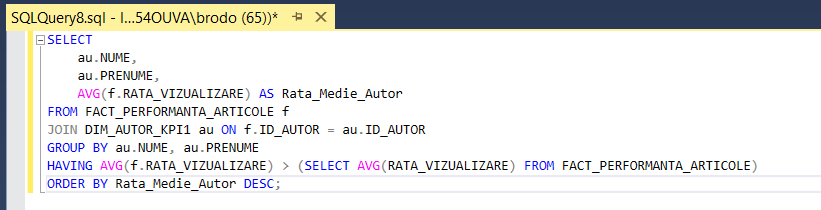 SQLQuery8.sql - I...54OUVA\brodo (65))*
SELECT
au.NUME,
au.PRENUME,
AVG(f.RATA_VIZUALIZARE) AS Rata_Medie_Autor
FROM FACT_PERFORMANTA_ARTICOLE f
JOIN DIM_AUTOR_KPI1 au ON f.ID_AUTOR = au.ID_AUTOR
GROUP BY au.NUME, au.PRENUME
HAVING AVG(f.RATA_VIZUALIZARE) > (SELECT AVG(RATA_VIZUALIZARE) FROM FACT_PERFORMANTA_ARTICOLE)
ORDER BY Rata_Medie_Autor DESC;